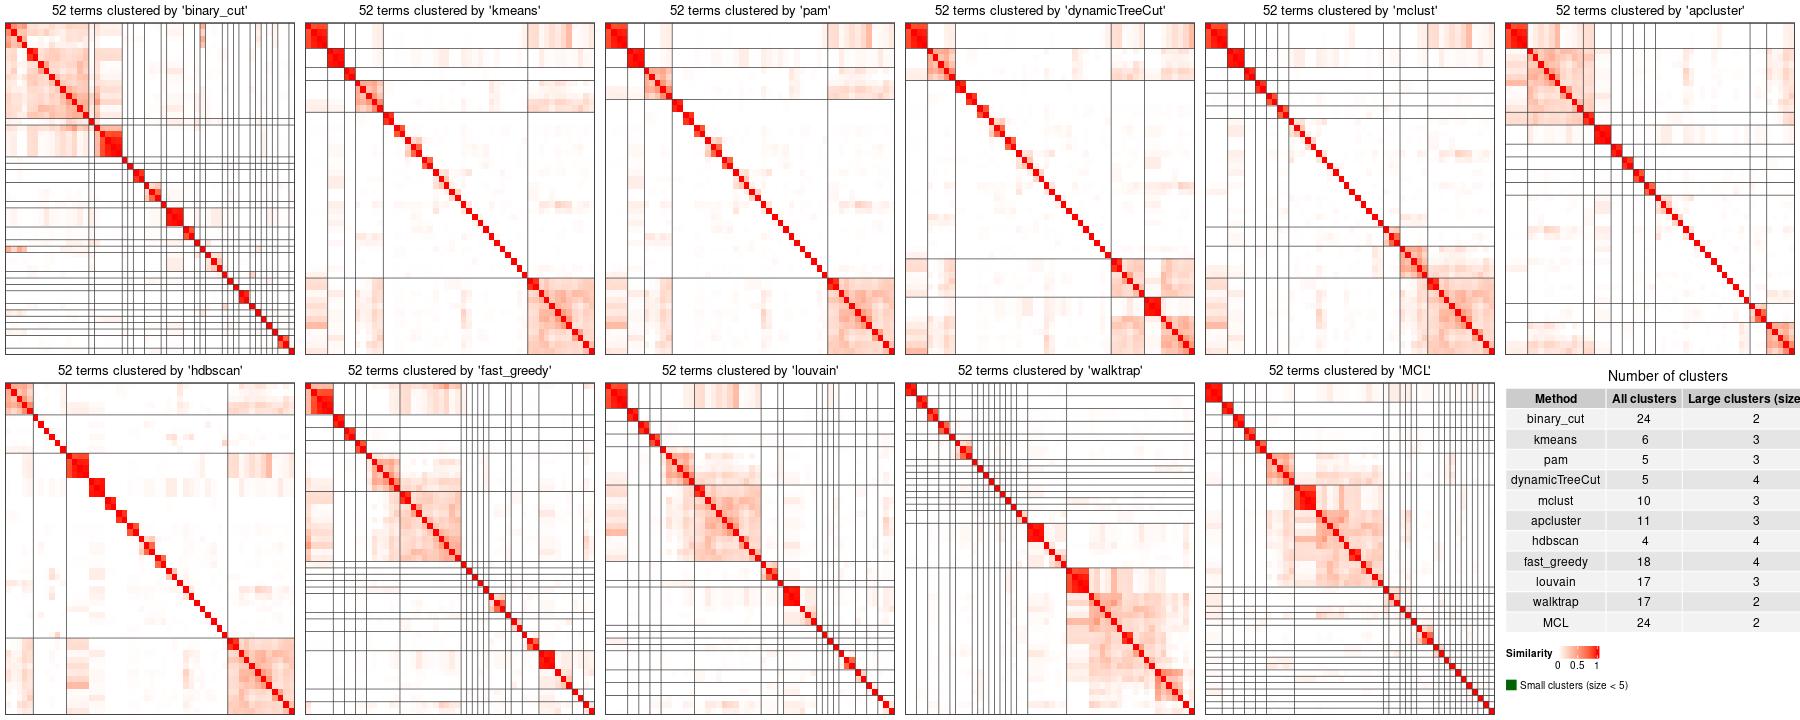 52 terms clustered by 'binary_cut'
52 terms clustered by 'kmeans'
52 terms clustered by 'pam'
52 terms clustered by 'dynamicTreeCut'
52 terms clustered by 'mclust'
52 terms clustered by 'apcluster'
52 terms clustered by 'hdbscan'
52 terms clustered by 'fast_greedy'
52 terms clustered by 'louvain'
52 terms clustered by 'walktrap'
52 terms clustered by 'MCL'
Number of clusters
Method All clusters Large clusters (size
binary_cut 24 2
kmeans 6 3
pam 5 3
dynamicTreeCut 5 4
mclust 10 3
apcluster 11 3
hdbscan 4 4
fast_greedy 18 4
louvain 17 3
walktrap 17 2
MCL 24 2
Similarity
0 0.5 1
Small clusters (size < 5)